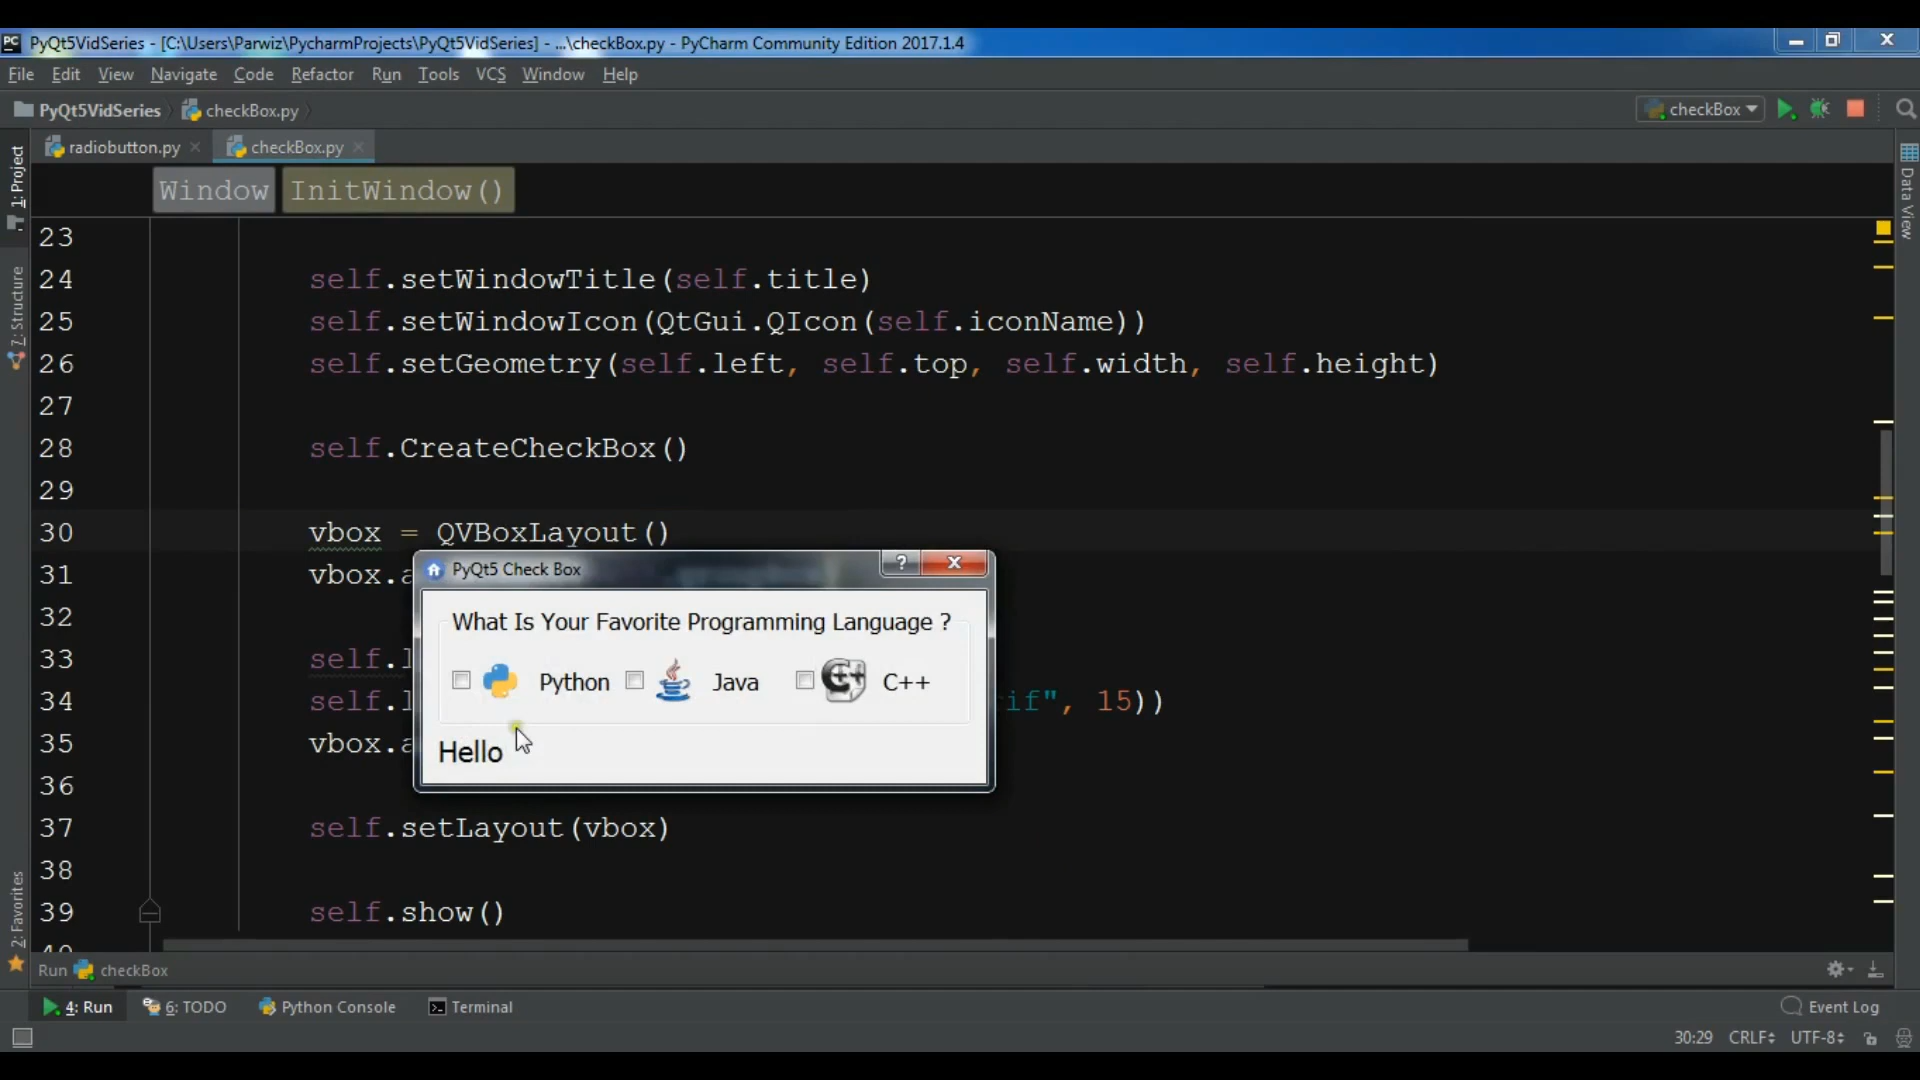 PyQt5VidSeries - [C:\Users\Parwiz\PycharmProjects\PyQt5VidSeries] - ...\checkBox.py - PyCharm Community Edition 2017.1.4
File Edit View Navigate Code Refactor Run Tools VCS Window Help
PyQt5VidSeries checkBox.py checkBox
radiobutton.py checkBox.py
Window InitWindow()
1: Project
7: Structure
2: Favorites
Data View
23
24 self.setWindowTitle(self.title)
25 self.setWindowIcon(QtGui.QIcon(self.iconName))
26 self.setGeometry(self.left, self.top, self.width, self.height)
27
28 self.CreateCheckBox()
29
30 vbox = QVBoxLayout()
31 vbox.a
32
33 self.l
34 self.l if", 15))
35 vbox.a
36
37 self.setLayout(vbox)
38
39 self.show()
40
PyQt5 Check Box ?
What Is Your Favorite Programming Language ?
Python Java C++
Hello
Run checkBox
4: Run 6: TODO Python Console Terminal Event Log
30:29 CRLF UTF-8